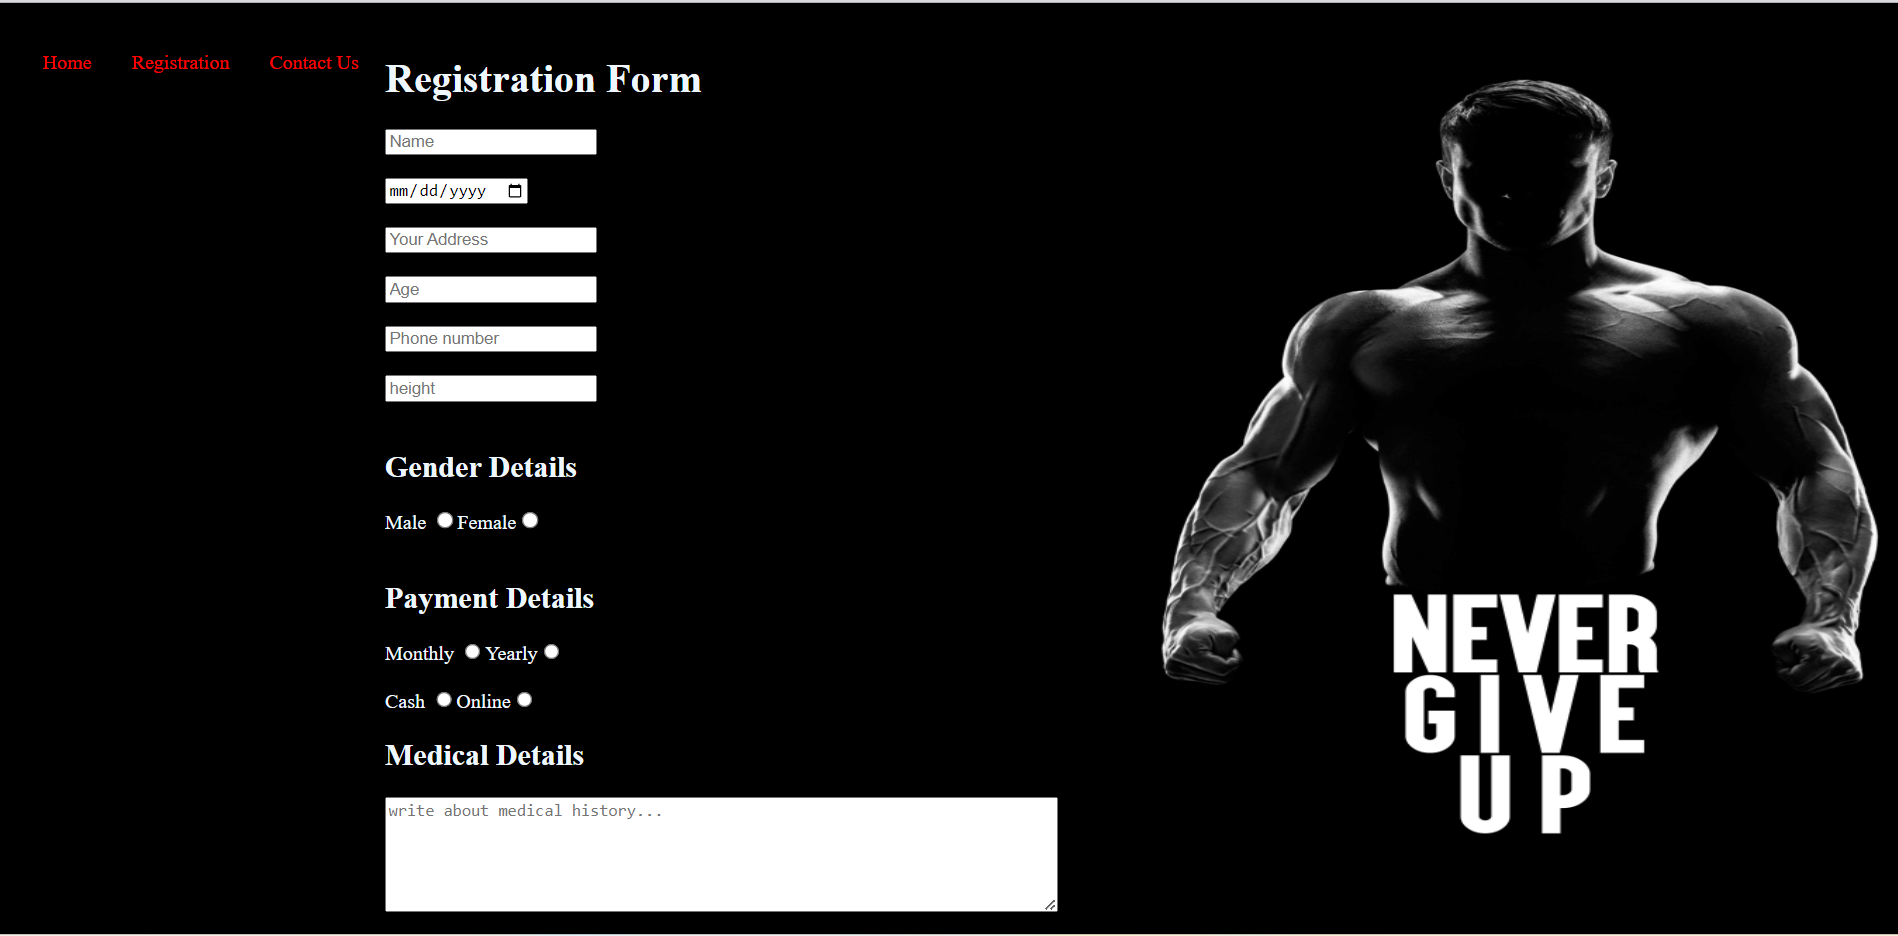 Home Registration Contact Us
Registration Form
Name
mm/dd/yyyy
Your Address
Age
Phone number
height
Gender Details
Male Female
Payment Details
Monthly Yearly
Cash Online
Medical Details
write about medical history...
NEVER
GIVE
UP